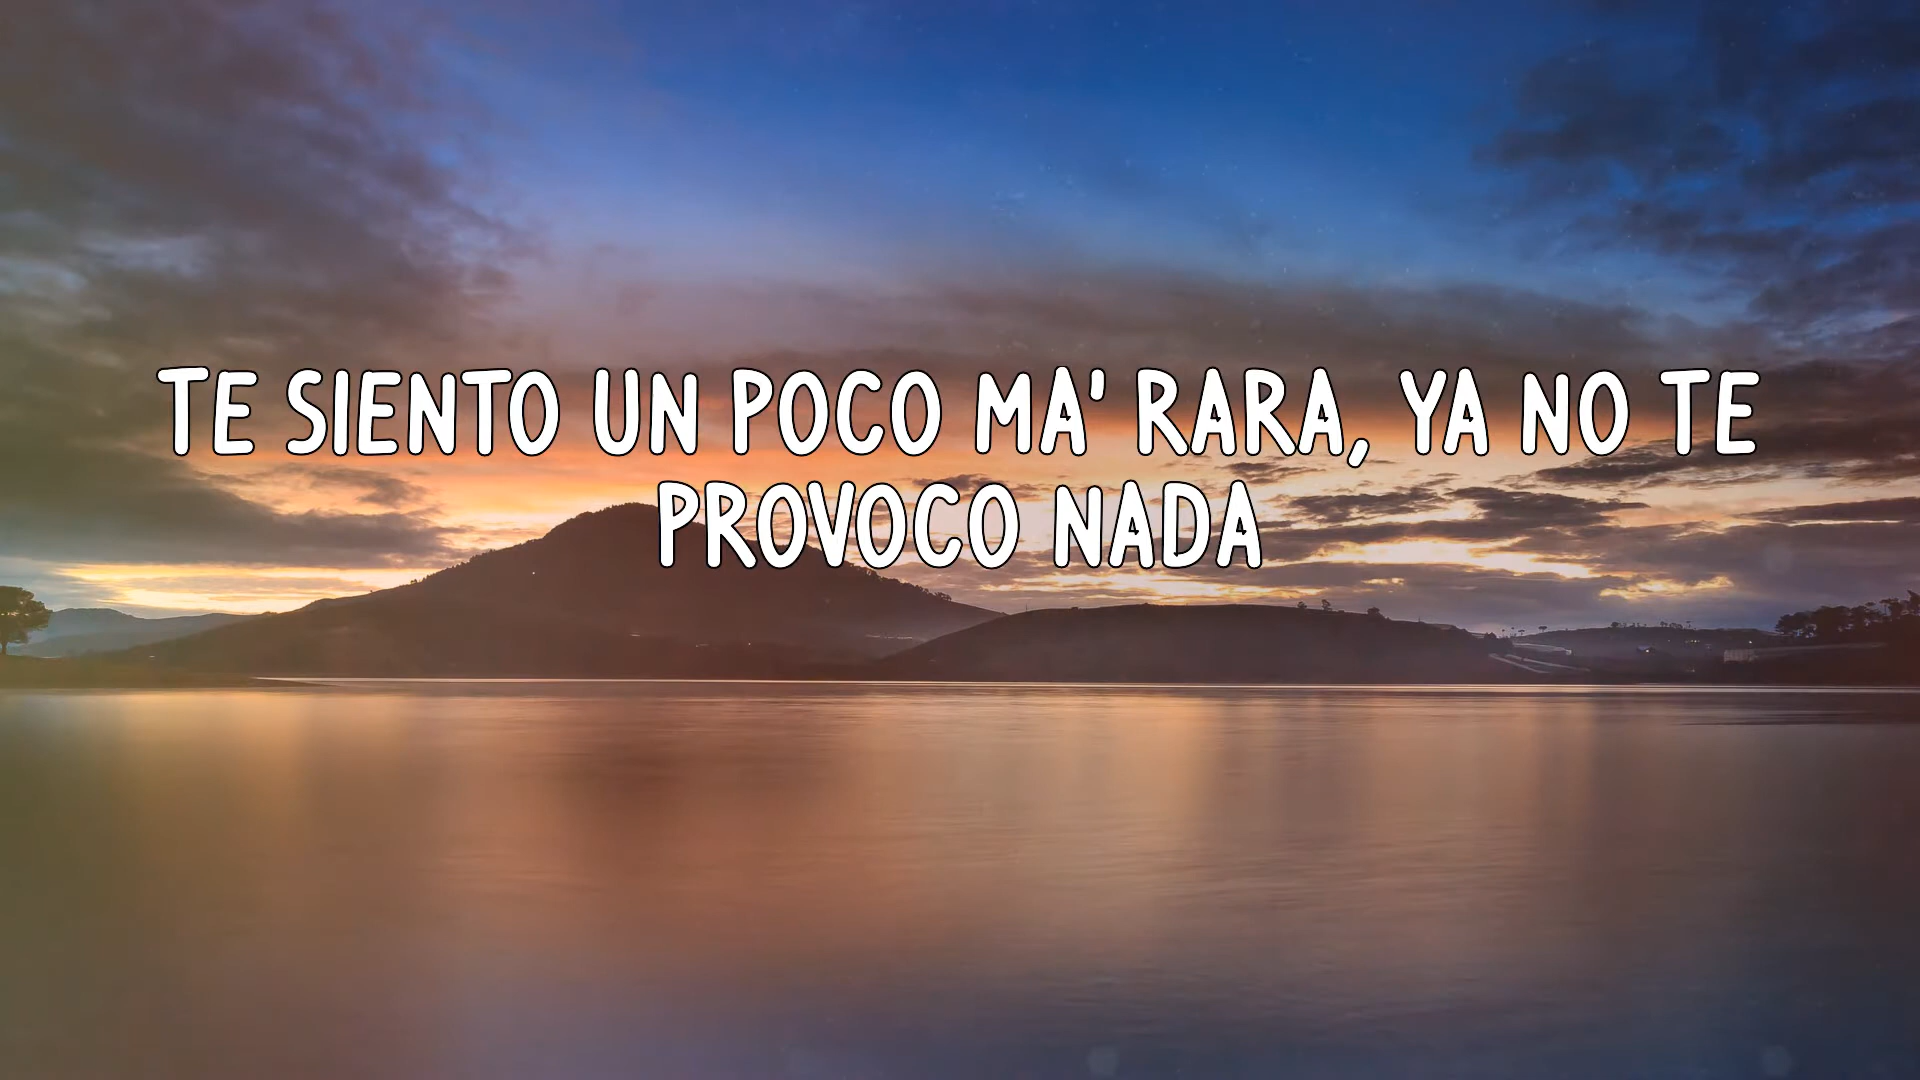 TE SIENTO UN POCO MA' RARA, YA NO TE
PROVOCO NADA